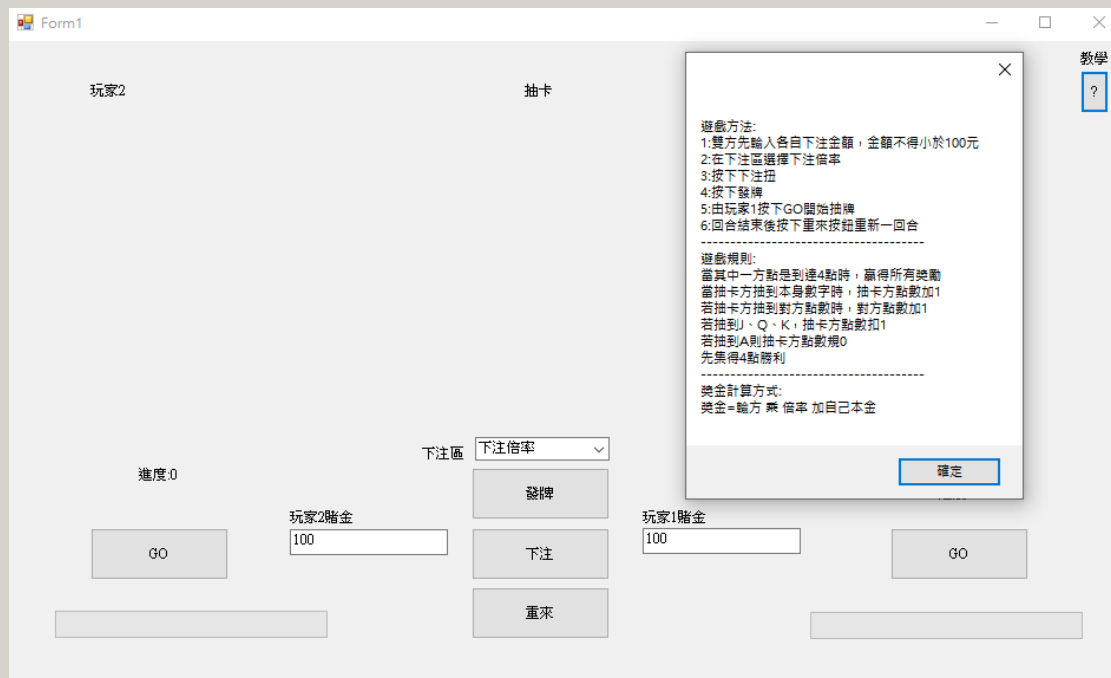 Form1
教學
?
玩家2
抽卡
遊戲方法:
1:雙方先輸入各自下注金額，金額不得小於100元
2:在下注區選擇下注倍率
3:按下下注扭
4:按下發牌
5:由玩家1按下GO開始抽牌
6:回合結束後按下重來按鈕重新一回合
--------------------------------------
遊戲規則:
當其中一方點是到達4點時，贏得所有獎勵
當抽卡方抽到本身數字時，抽卡方點數加1
若抽卡方抽到對方點數時，對方點數加1
若抽到J、Q、K，抽卡方點數扣1
若抽到A則抽卡方點數規0
先集得4點勝利
--------------------------------------
獎金計算方式:
獎金=輸方 乘 倍率 加自己本金
確定
下注區
下注倍率
進度:0
發牌
玩家2賭金
100
玩家1賭金
100
GO
下注
GO
重來